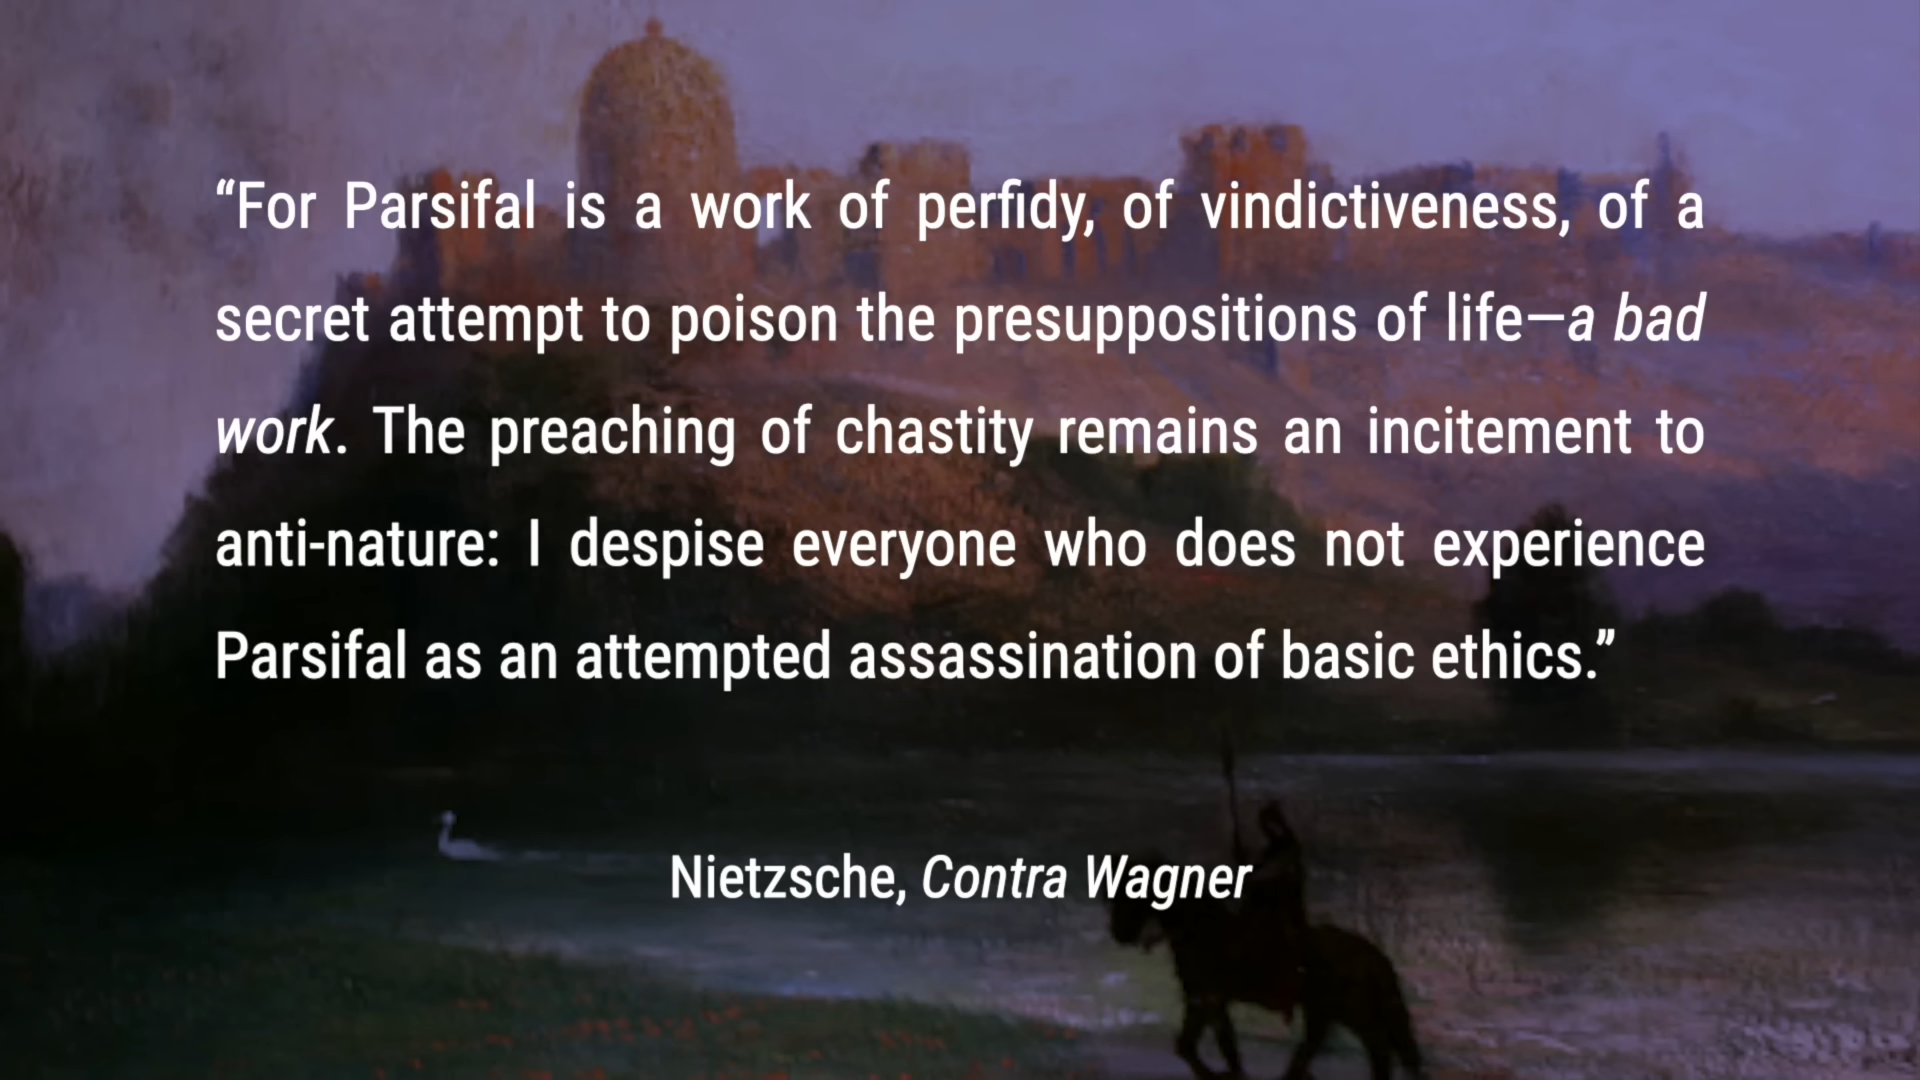 “For Parsifal is a work of perfidy, of vindictiveness, of a
secret attempt to poison the presuppositions of life—a bad
work. The preaching of chastity remains an incitement to
anti-nature: I despise everyone who does not experience
Parsifal as an attempted assassination of basic ethics.”
Nietzsche, Contra Wagner